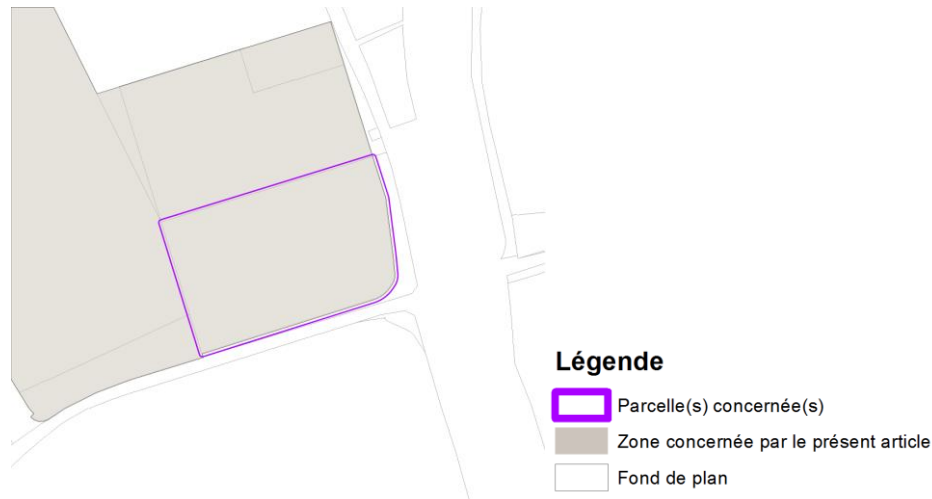 Légende
Parcelle(s) concernée(s)
Zone concernée par le présent article
Fond de plan